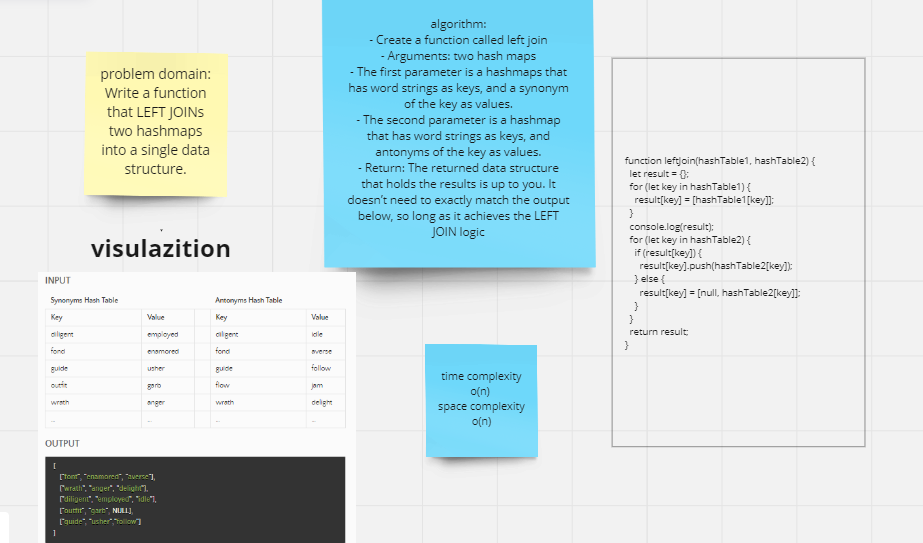 problem domain:
Write a function
that LEFT JOINs
two hashmaps
into a single data
structure.
algorithm:
- Create a function called left join
- Arguments: two hash maps
- The first parameter is a hashmaps that
has word strings as keys, and a synonym
of the key as values.
- The second parameter is a hashmap
that has word strings as keys, and
antonyms of the key as values.
- Return: The returned data structure
that holds the results is up to you. It
doesn't need to exactly match the output
below, so long as it achieves the LEFT
JOIN logic
function leftJoin(hashTable1, hashTable2) {
let result = {};
for (let key in hashTable1) {
result[key] = [hashTable1[key]];
}
console.log(result);
for (let key in hashTable2) {
if (result[key]) {
result[key].push(hashTable2[key]);
} else {
result[key] = [null, hashTable2[key]];
}
}
return result;
}
visulazition
INPUT
Synonyms Hash Table Antonyms Hash Table
Key Value Key Value
diligent employed diligent idle
fond enamored fond averse
guide usher guide follow
outfit garb flow jam
wrath anger wrath delight
... ... ... ...
OUTPUT
[
["font", "enamored", "averse"],
["wrath", "anger", "delight"],
["diligent", "employed", "idle"],
["outfit", "garb", NULL],
["guide", "usher","follow"]
]
time complexity
o(n)
space complexity
o(n)